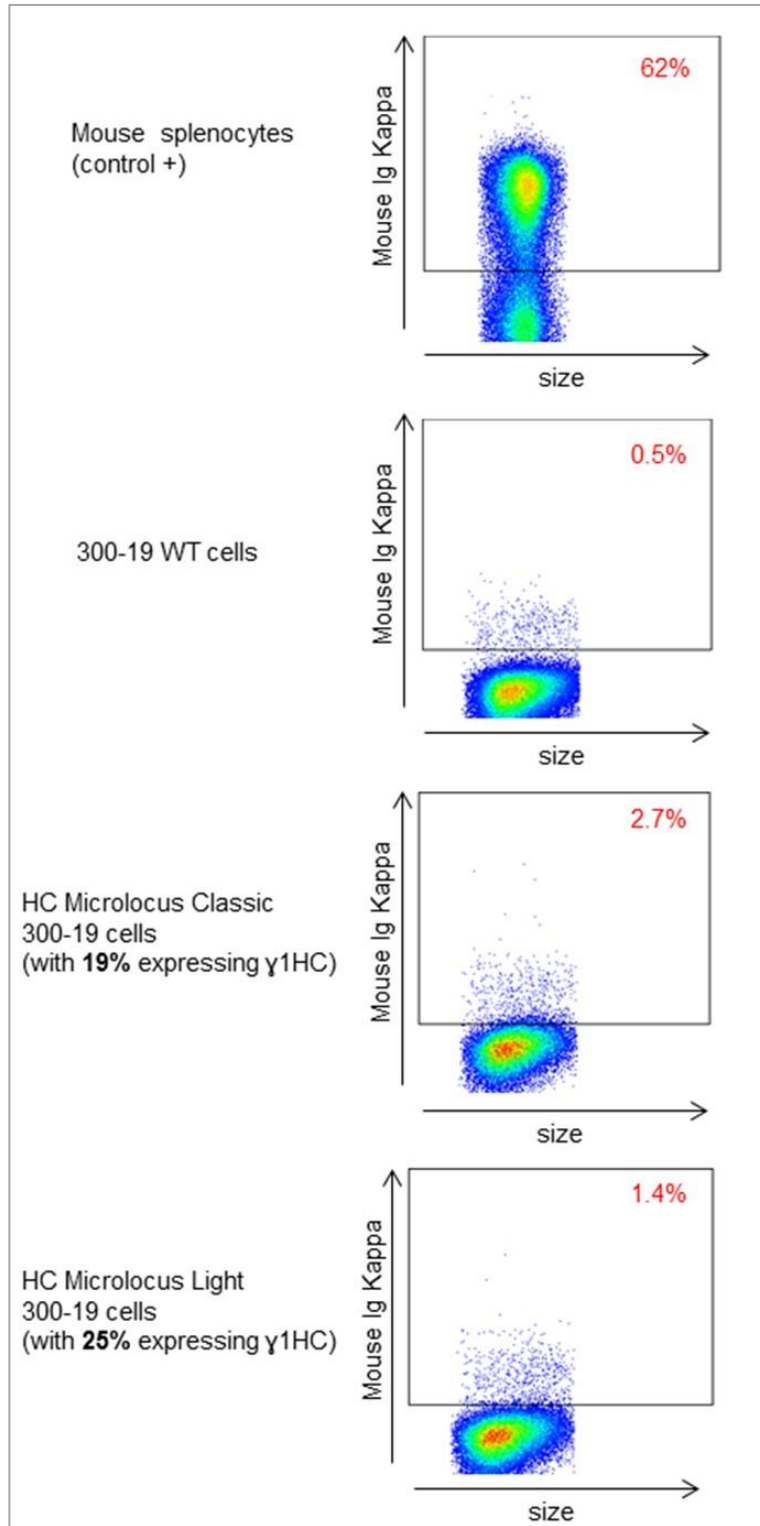 62%
Mouse splenocytes
(control +)
Mouse Ig Kappa
size
0.5%
300-19 WT cells
Mouse Ig Kappa
size
2.7%
HC Microlocus Classic
300-19 cells
(with 19% expressing ɣ1HC)
Mouse Ig Kappa
size
1.4%
HC Microlocus Light
300-19 cells
(with 25% expressing ɣ1HC)
Mouse Ig Kappa
size